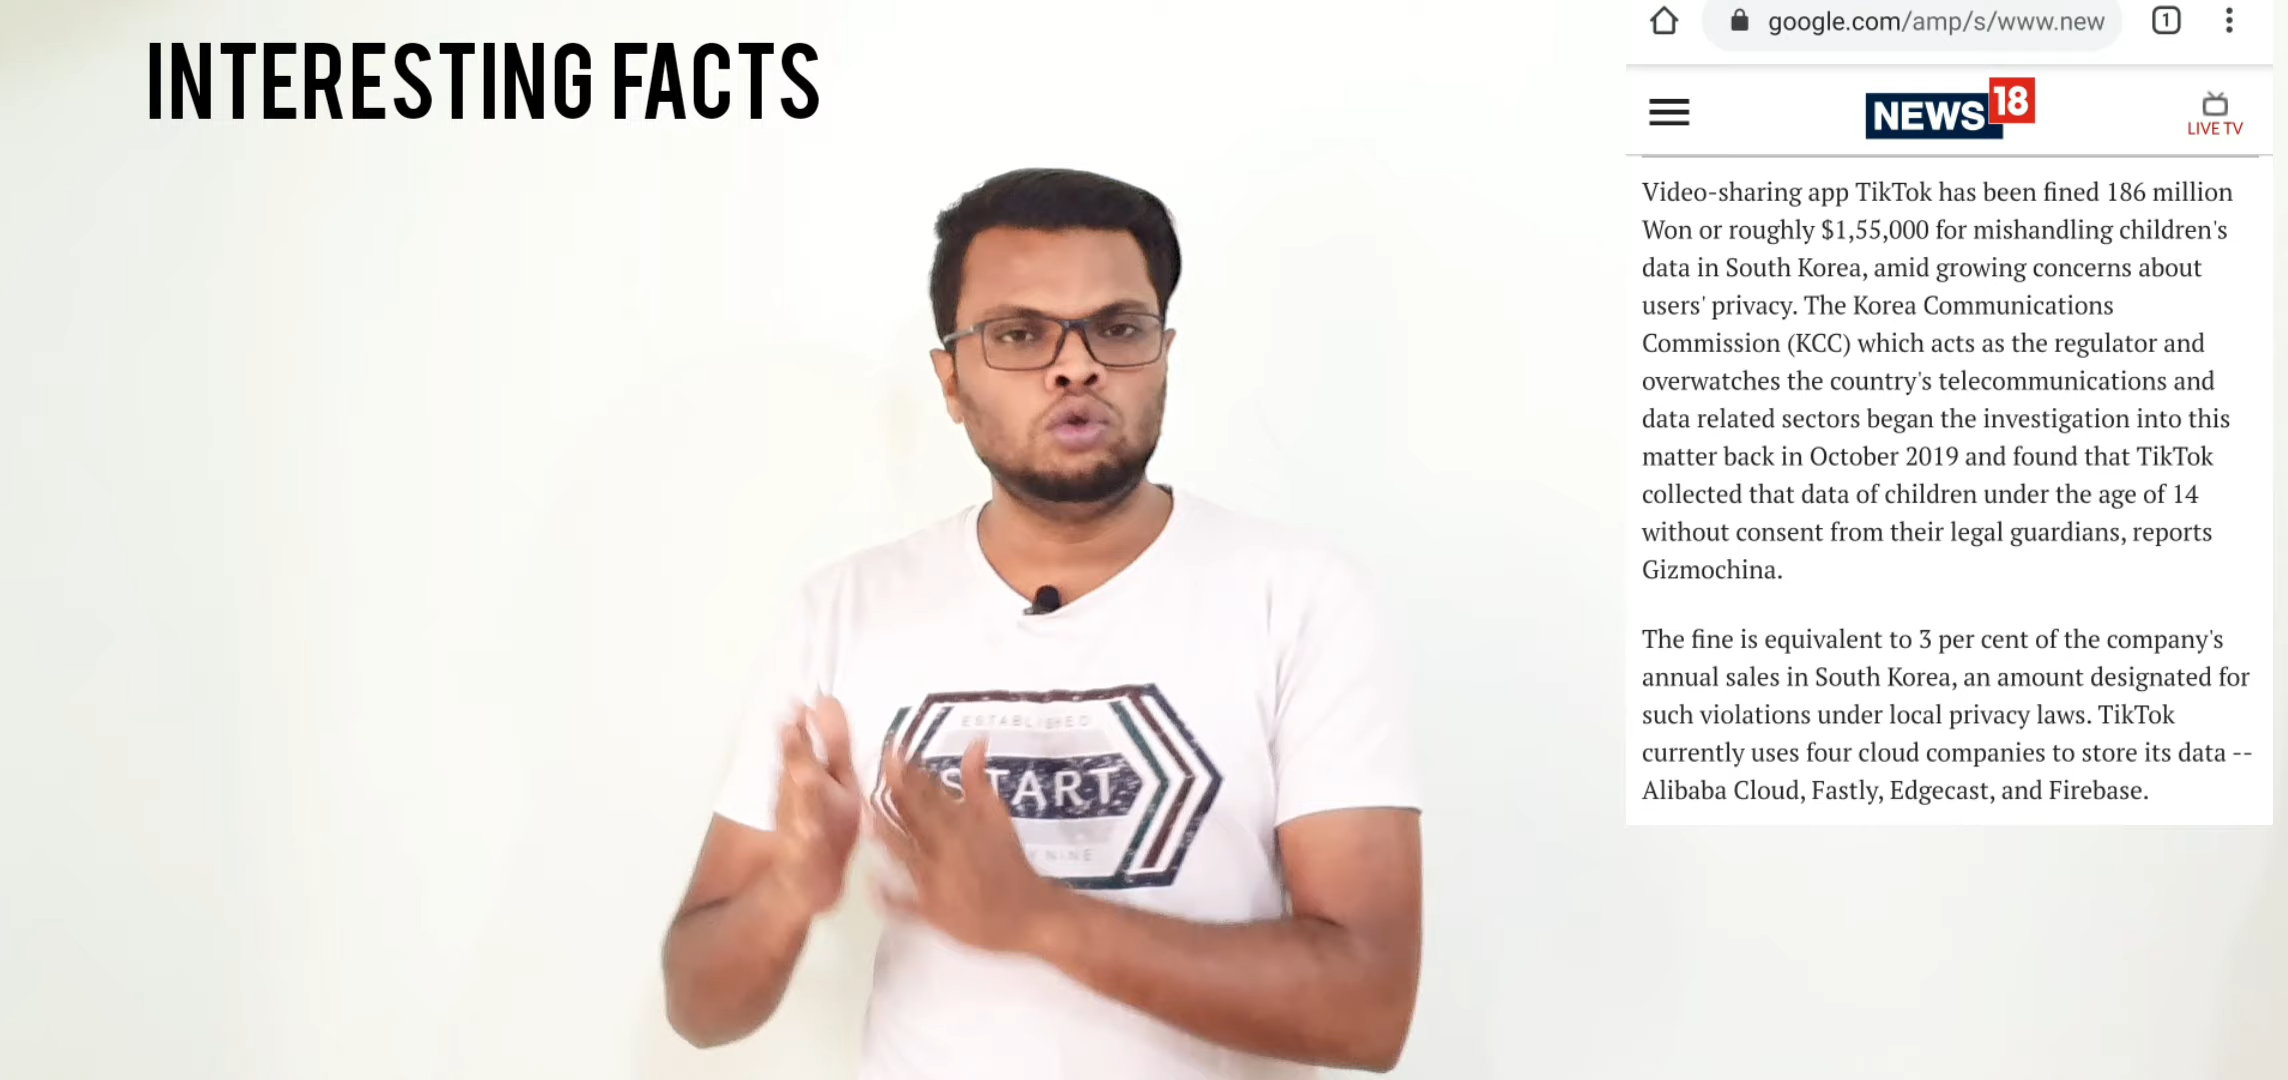 INTERESTING FACTS
google.com/amp/s/www.new
1
NEWS 18
LIVE TV
Video-sharing app TikTok has been fined 186 million
Won or roughly $1,55,000 for mishandling children's
data in South Korea, amid growing concerns about
users' privacy. The Korea Communications
Commission (KCC) which acts as the regulator and
overwatches the country's telecommunications and
data related sectors began the investigation into this
matter back in October 2019 and found that TikTok
collected that data of children under the age of 14
without consent from their legal guardians, reports
Gizmochina.
The fine is equivalent to 3 per cent of the company's
annual sales in South Korea, an amount designated for
such violations under local privacy laws. TikTok
currently uses four cloud companies to store its data --
Alibaba Cloud, Fastly, Edgecast, and Firebase.
ESTABLISHED
START
NINE